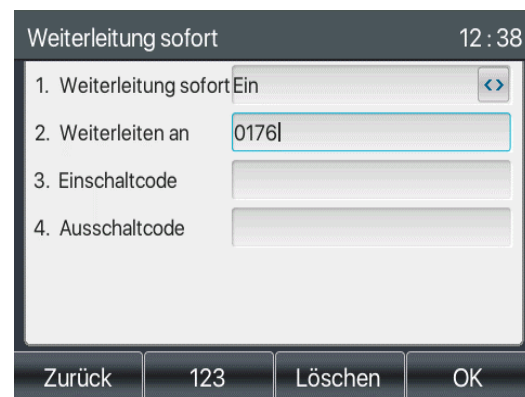 Weiterleitung sofort 12 : 38
1. Weiterleitung sofort Ein <>
2. Weiterleiten an 0176
3. Einschaltcode
4. Ausschaltcode
Zurück 123 Löschen OK